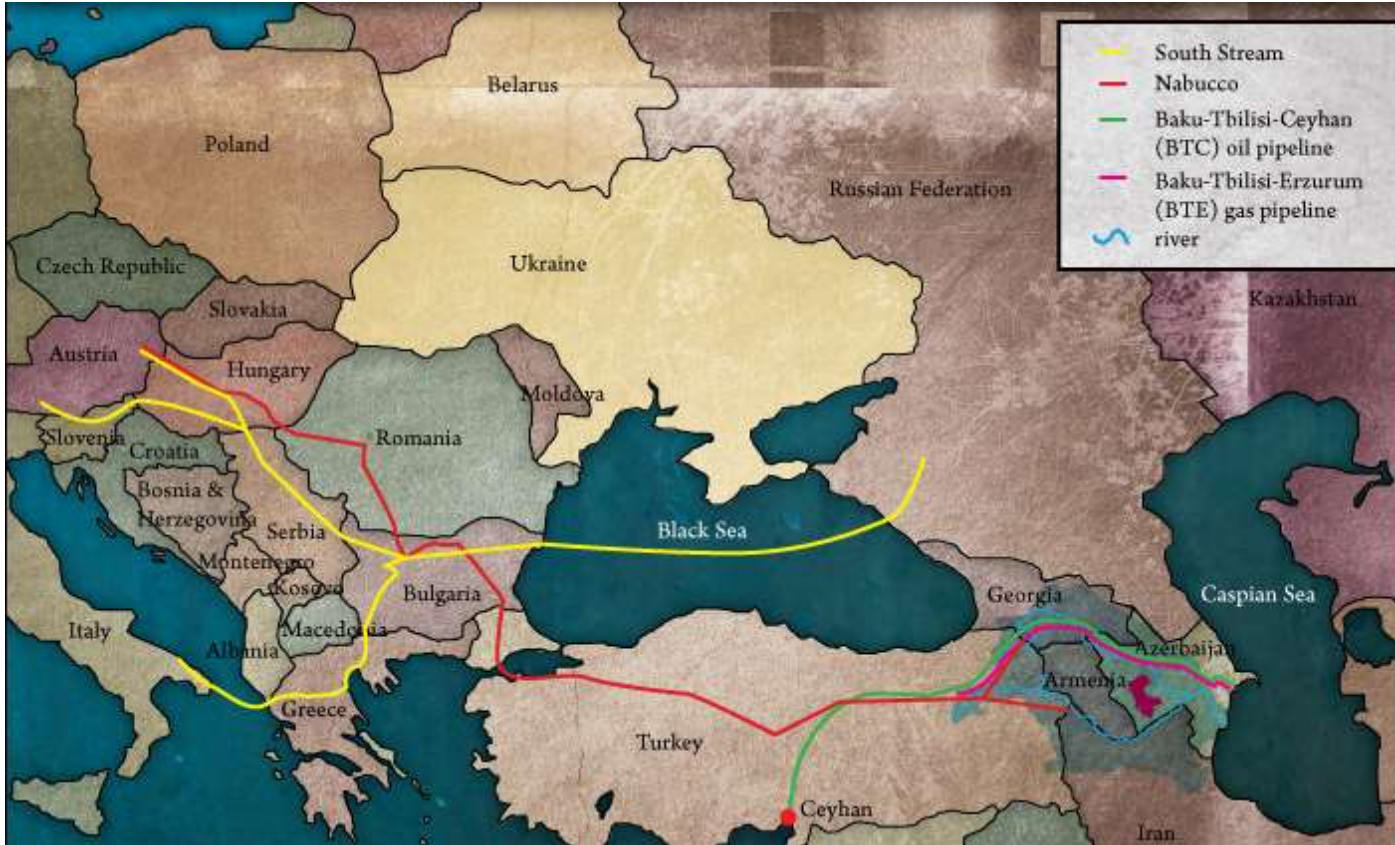 South Stream
Nabucco
Baku-Tbilisi-Ceyhan
(BTC) oil pipeline
Baku-Tbilisi-Erzurum
(BTE) gas pipeline
river
Belarus
Poland
Russian Federation
Ukraine
Czech Republic
Kazakhstan
Slovakia
Austria
Hungary
Moldova
Slovenia
Romania
Croatia
Bosnia &
Herzegovina
Serbia
Black Sea
Montenegro
Kosovo
Bulgaria
Georgia
Caspian Sea
Italy
Macedonia
Albania
Azerbaijan
Armenia
Greece
Turkey
Ceyhan
Iran